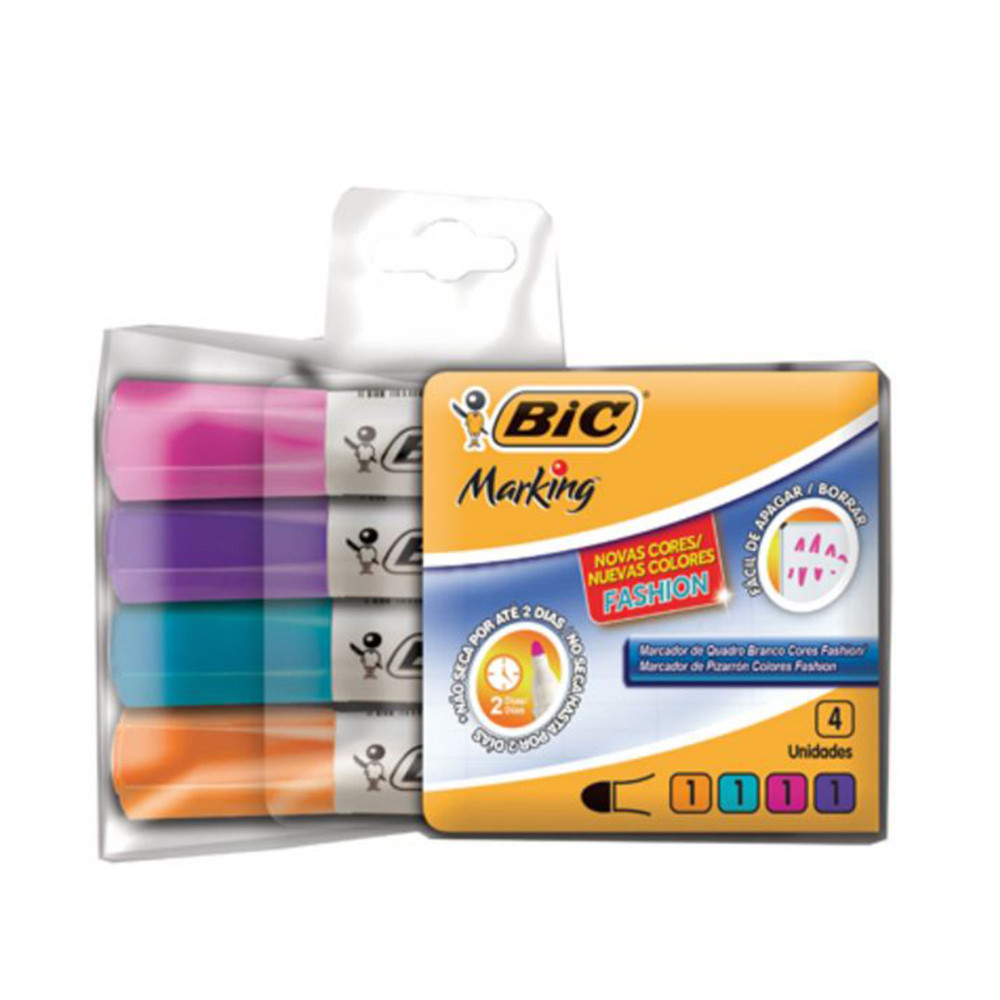 BiC
Marking
NOVAS CORES/
NUEVAS COLORES
FASHION
FÁCIL DE APAGAR / BORRAR
• NÃO SECA POR ATÉ 2 DIAS • NO SECA HASTA POR 2 DÍAS
2 Dias/
Días
Marcador de Quadro Branco Cores Fashion/
Marcador de Pizarrón Colores Fashion
4
Unidades
1 1 1 1